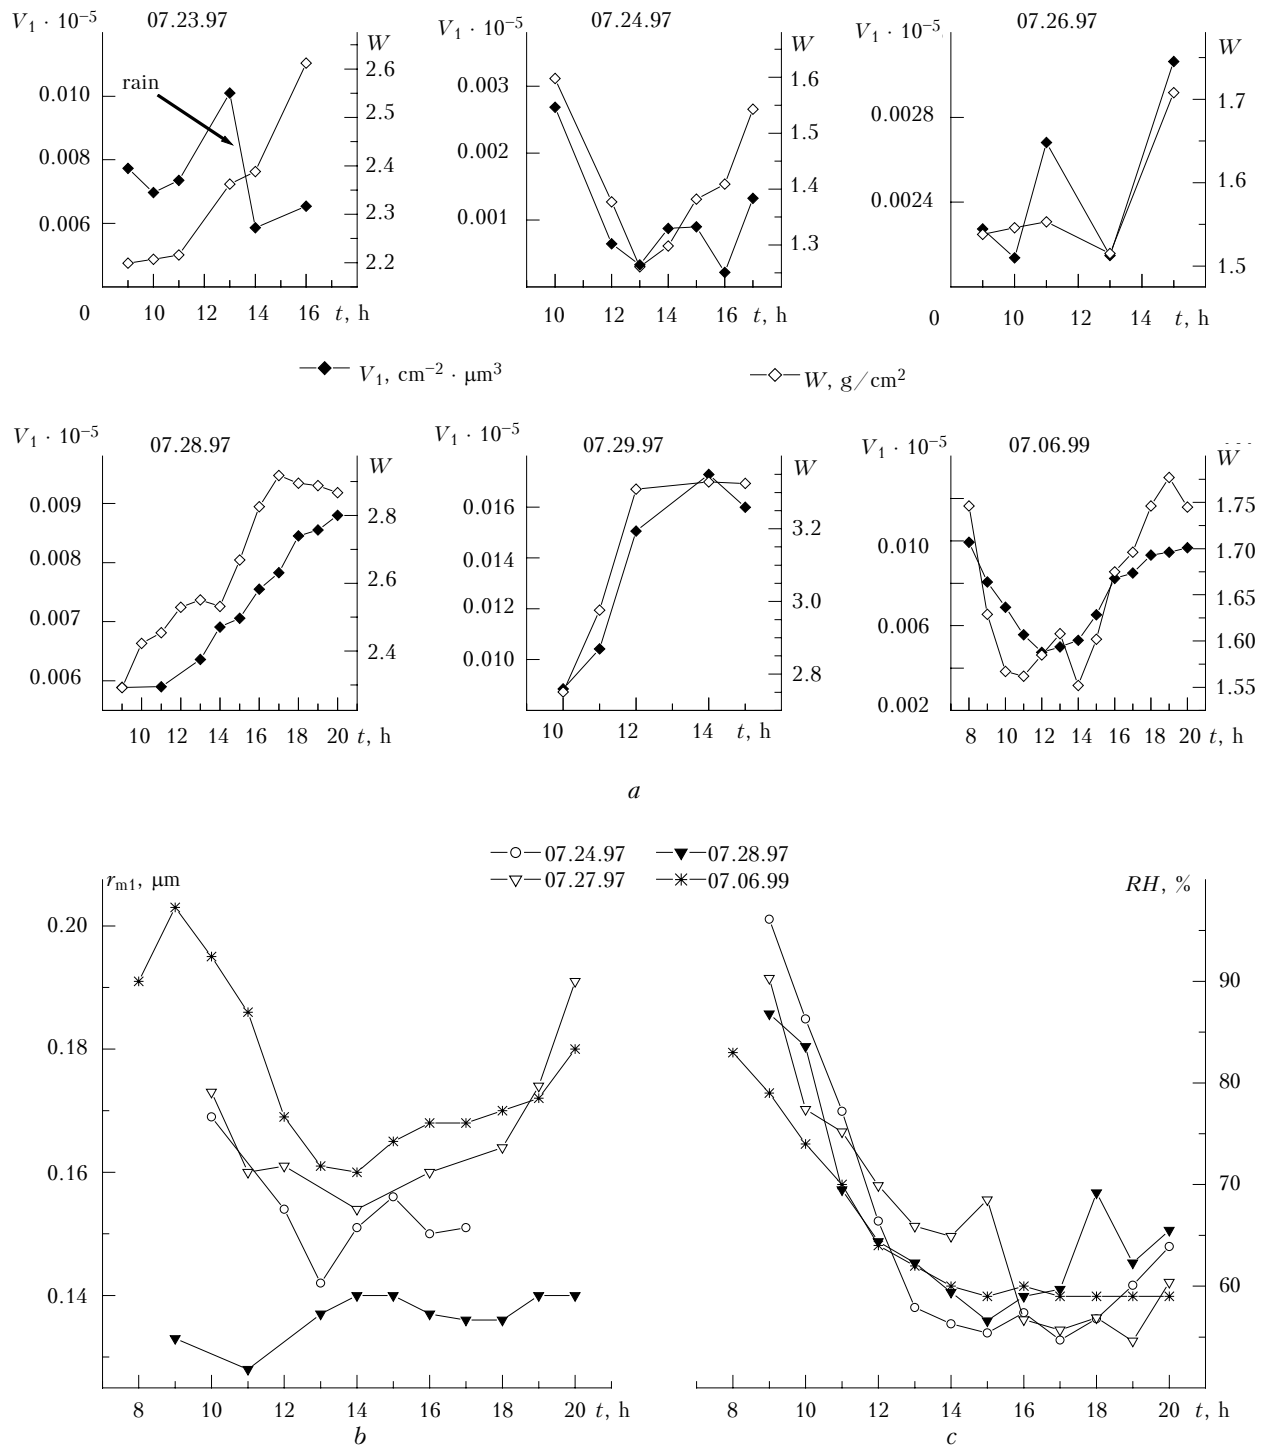 V₁ · 10⁻⁵ 07.23.97 W
rain
0.010
0.008
0.006
2.6
2.5
2.4
2.3
2.2
0 10 12 14 16 t, h
V₁ · 10⁻⁵ 07.24.97 W
0.003
0.002
0.001
1.6
1.5
1.4
1.3
10 12 14 16 t, h
V₁ · 10⁻⁵ 07.26.97 W
0.0028
0.0024
1.7
1.6
1.5
0 10 12 14 t, h
V₁, cm⁻² · μm³ W, g/cm²
V₁ · 10⁻⁵ 07.28.97 W
0.009
0.008
0.007
0.006
2.8
2.6
2.4
10 12 14 16 18 20 t, h
V₁ · 10⁻⁵ 07.29.97 W
0.016
0.014
0.012
0.010
3.2
3.0
2.8
10 12 14 t, h
V₁ · 10⁻⁵ 07.06.99 W
0.010
0.006
0.002
1.75
1.70
1.65
1.60
1.55
8 10 12 14 16 18 20 t, h
a
07.24.97 07.28.97
07.27.97 07.06.99
r_m1, μm
0.20
0.18
0.16
0.14
8 10 12 14 16 18 20 t, h
b
RH, %
90
80
70
60
8 10 12 14 16 18 20 t, h
c